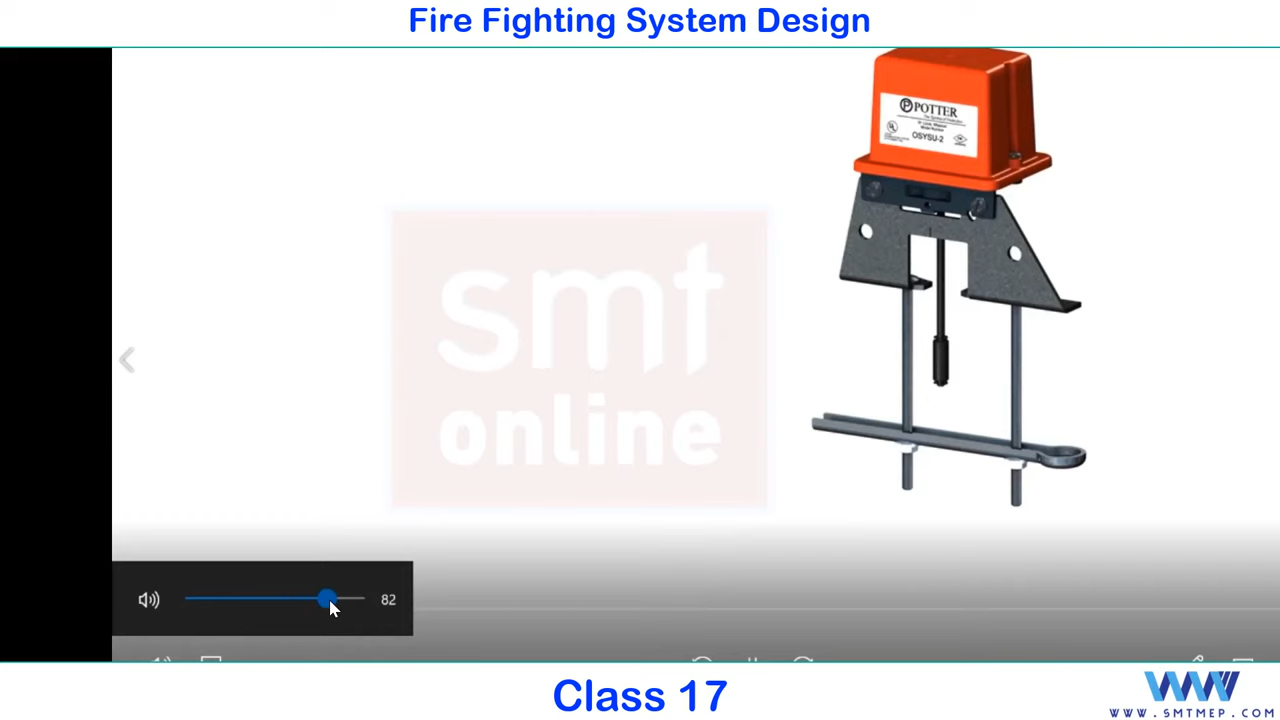 Fire Fighting System Design
POTTER
OSYSU-2
smt
online
82
Class 17
WWW.SMTMEP.COM